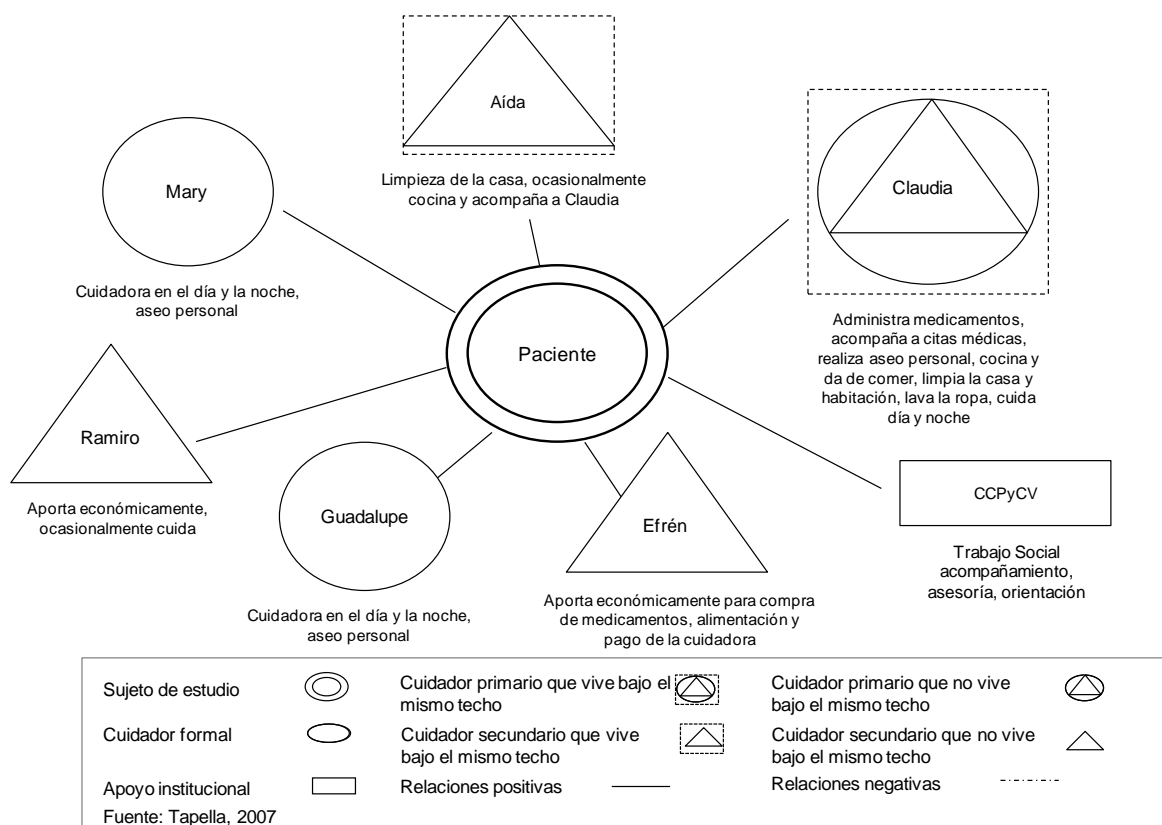 Aída
Limpieza de la casa, ocasionalmente
cocina y acompaña a Claudia
Mary
Cuidadora en el día y la noche,
aseo personal
Claudia
Administra medicamentos,
acompaña a citas médicas,
realiza aseo personal, cocina y
da de comer, limpia la casa y
habitación, lava la ropa, cuida
día y noche
Paciente
Ramiro
Aporta económicamente,
ocasionalmente cuida
Guadalupe
Cuidadora en el día y la noche,
aseo personal
Efrén
Aporta económicamente para compra
de medicamentos, alimentación y
pago de la cuidadora
CCPyCV
Trabajo Social
acompañamiento,
asesoría, orientación
Sujeto de estudio
Cuidador primario que vive bajo el
mismo techo
Cuidador primario que no vive
bajo el mismo techo
Cuidador formal
Cuidador secundario que vive
bajo el mismo techo
Cuidador secundario que no vive
bajo el mismo techo
Apoyo institucional
Relaciones positivas
Relaciones negativas
Fuente: Tapella, 2007